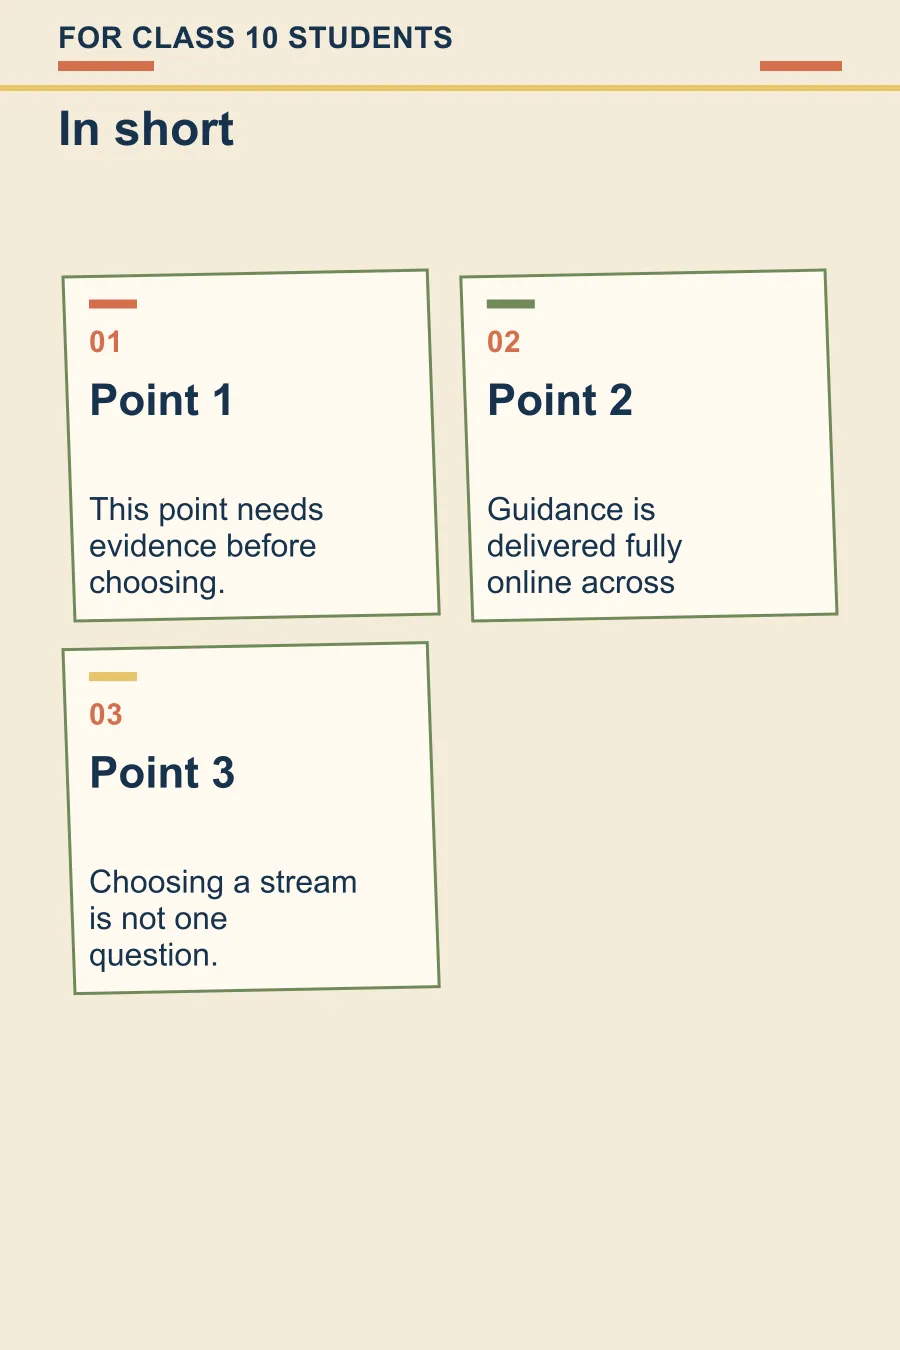 FOR CLASS 10 STUDENTS
In short
01
Point 1
This point needs
evidence before
choosing.
02
Point 2
Guidance is
delivered fully
online across
03
Point 3
Choosing a stream
is not one
question.